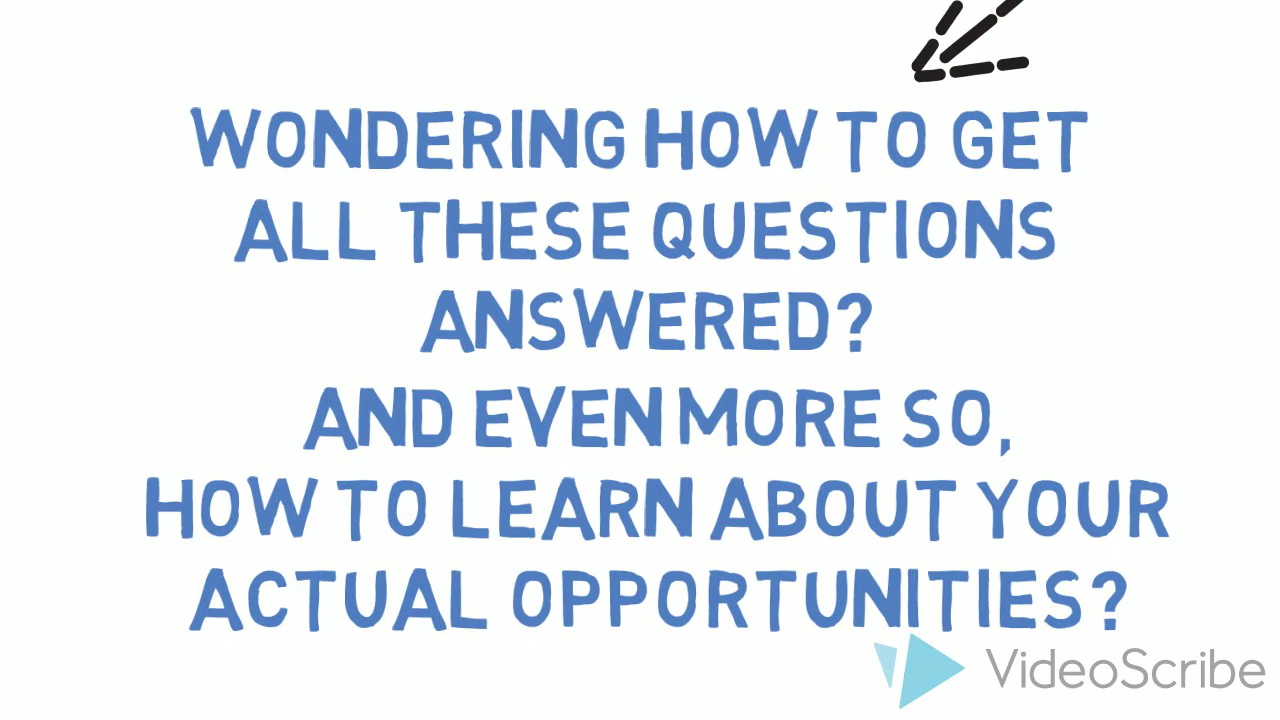 WONDERING HOW TO GET
ALL THESE QUESTIONS
ANSWERED?
AND EVEN MORE SO,
HOW TO LEARN ABOUT YOUR
ACTUAL OPPORTUNITIES?
VideoScribe